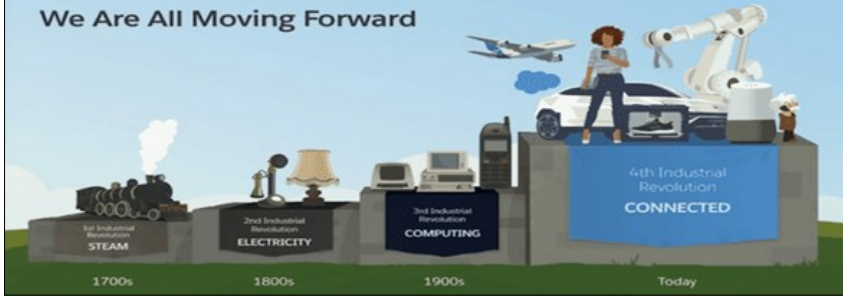 We Are All Moving Forward
1st Industrial
Revolution
STEAM
2nd Industrial
Revolution
ELECTRICITY
3rd Industrial
Revolution
COMPUTING
4th Industrial
Revolution
CONNECTED
1700s
1800s
1900s
Today